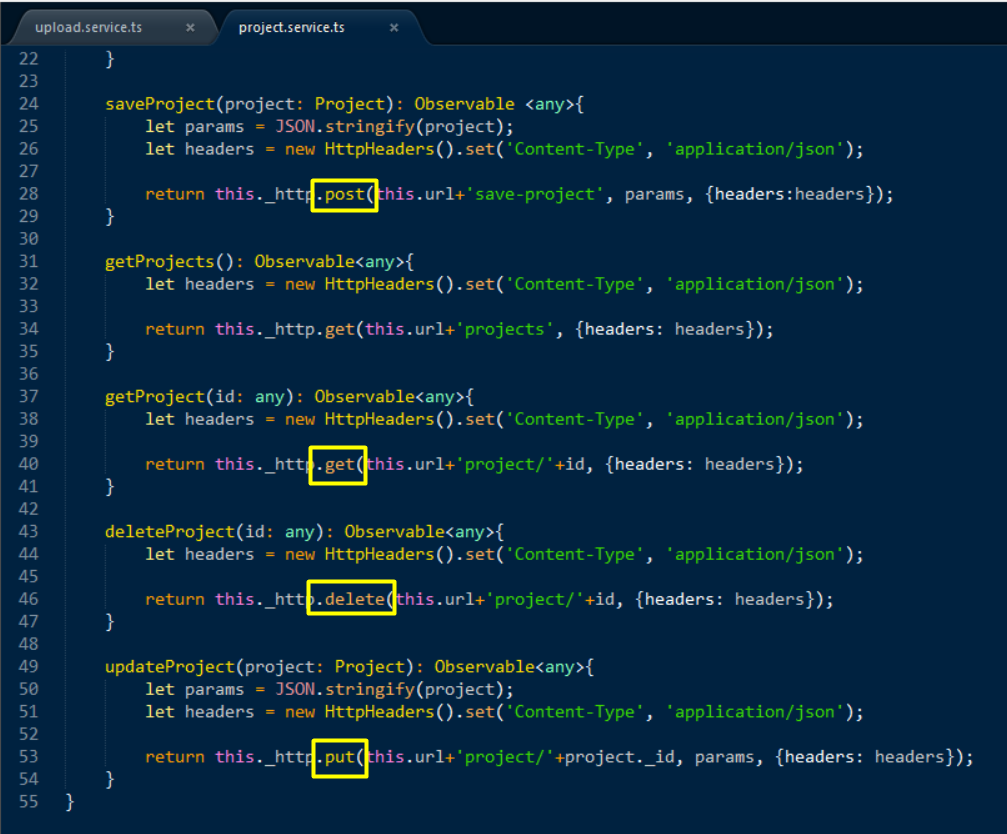 upload.service.ts × project.service.ts ×
22 }
23
24 saveProject(project: Project): Observable <any>{
25 let params = JSON.stringify(project);
26 let headers = new HttpHeaders().set('Content-Type', 'application/json');
27
28 return this._http.post(this.url+'save-project', params, {headers:headers});
29 }
30
31 getProjects(): Observable<any>{
32 let headers = new HttpHeaders().set('Content-Type', 'application/json');
33
34 return this._http.get(this.url+'projects', {headers: headers});
35 }
36
37 getProject(id: any): Observable<any>{
38 let headers = new HttpHeaders().set('Content-Type', 'application/json');
39
40 return this._http.get(this.url+'project/'+id, {headers: headers});
41 }
42
43 deleteProject(id: any): Observable<any>{
44 let headers = new HttpHeaders().set('Content-Type', 'application/json');
45
46 return this._http.delete(this.url+'project/'+id, {headers: headers});
47 }
48
49 updateProject(project: Project): Observable<any>{
50 let params = JSON.stringify(project);
51 let headers = new HttpHeaders().set('Content-Type', 'application/json');
52
53 return this._http.put(this.url+'project/'+project._id, params, {headers: headers});
54 }
55 }